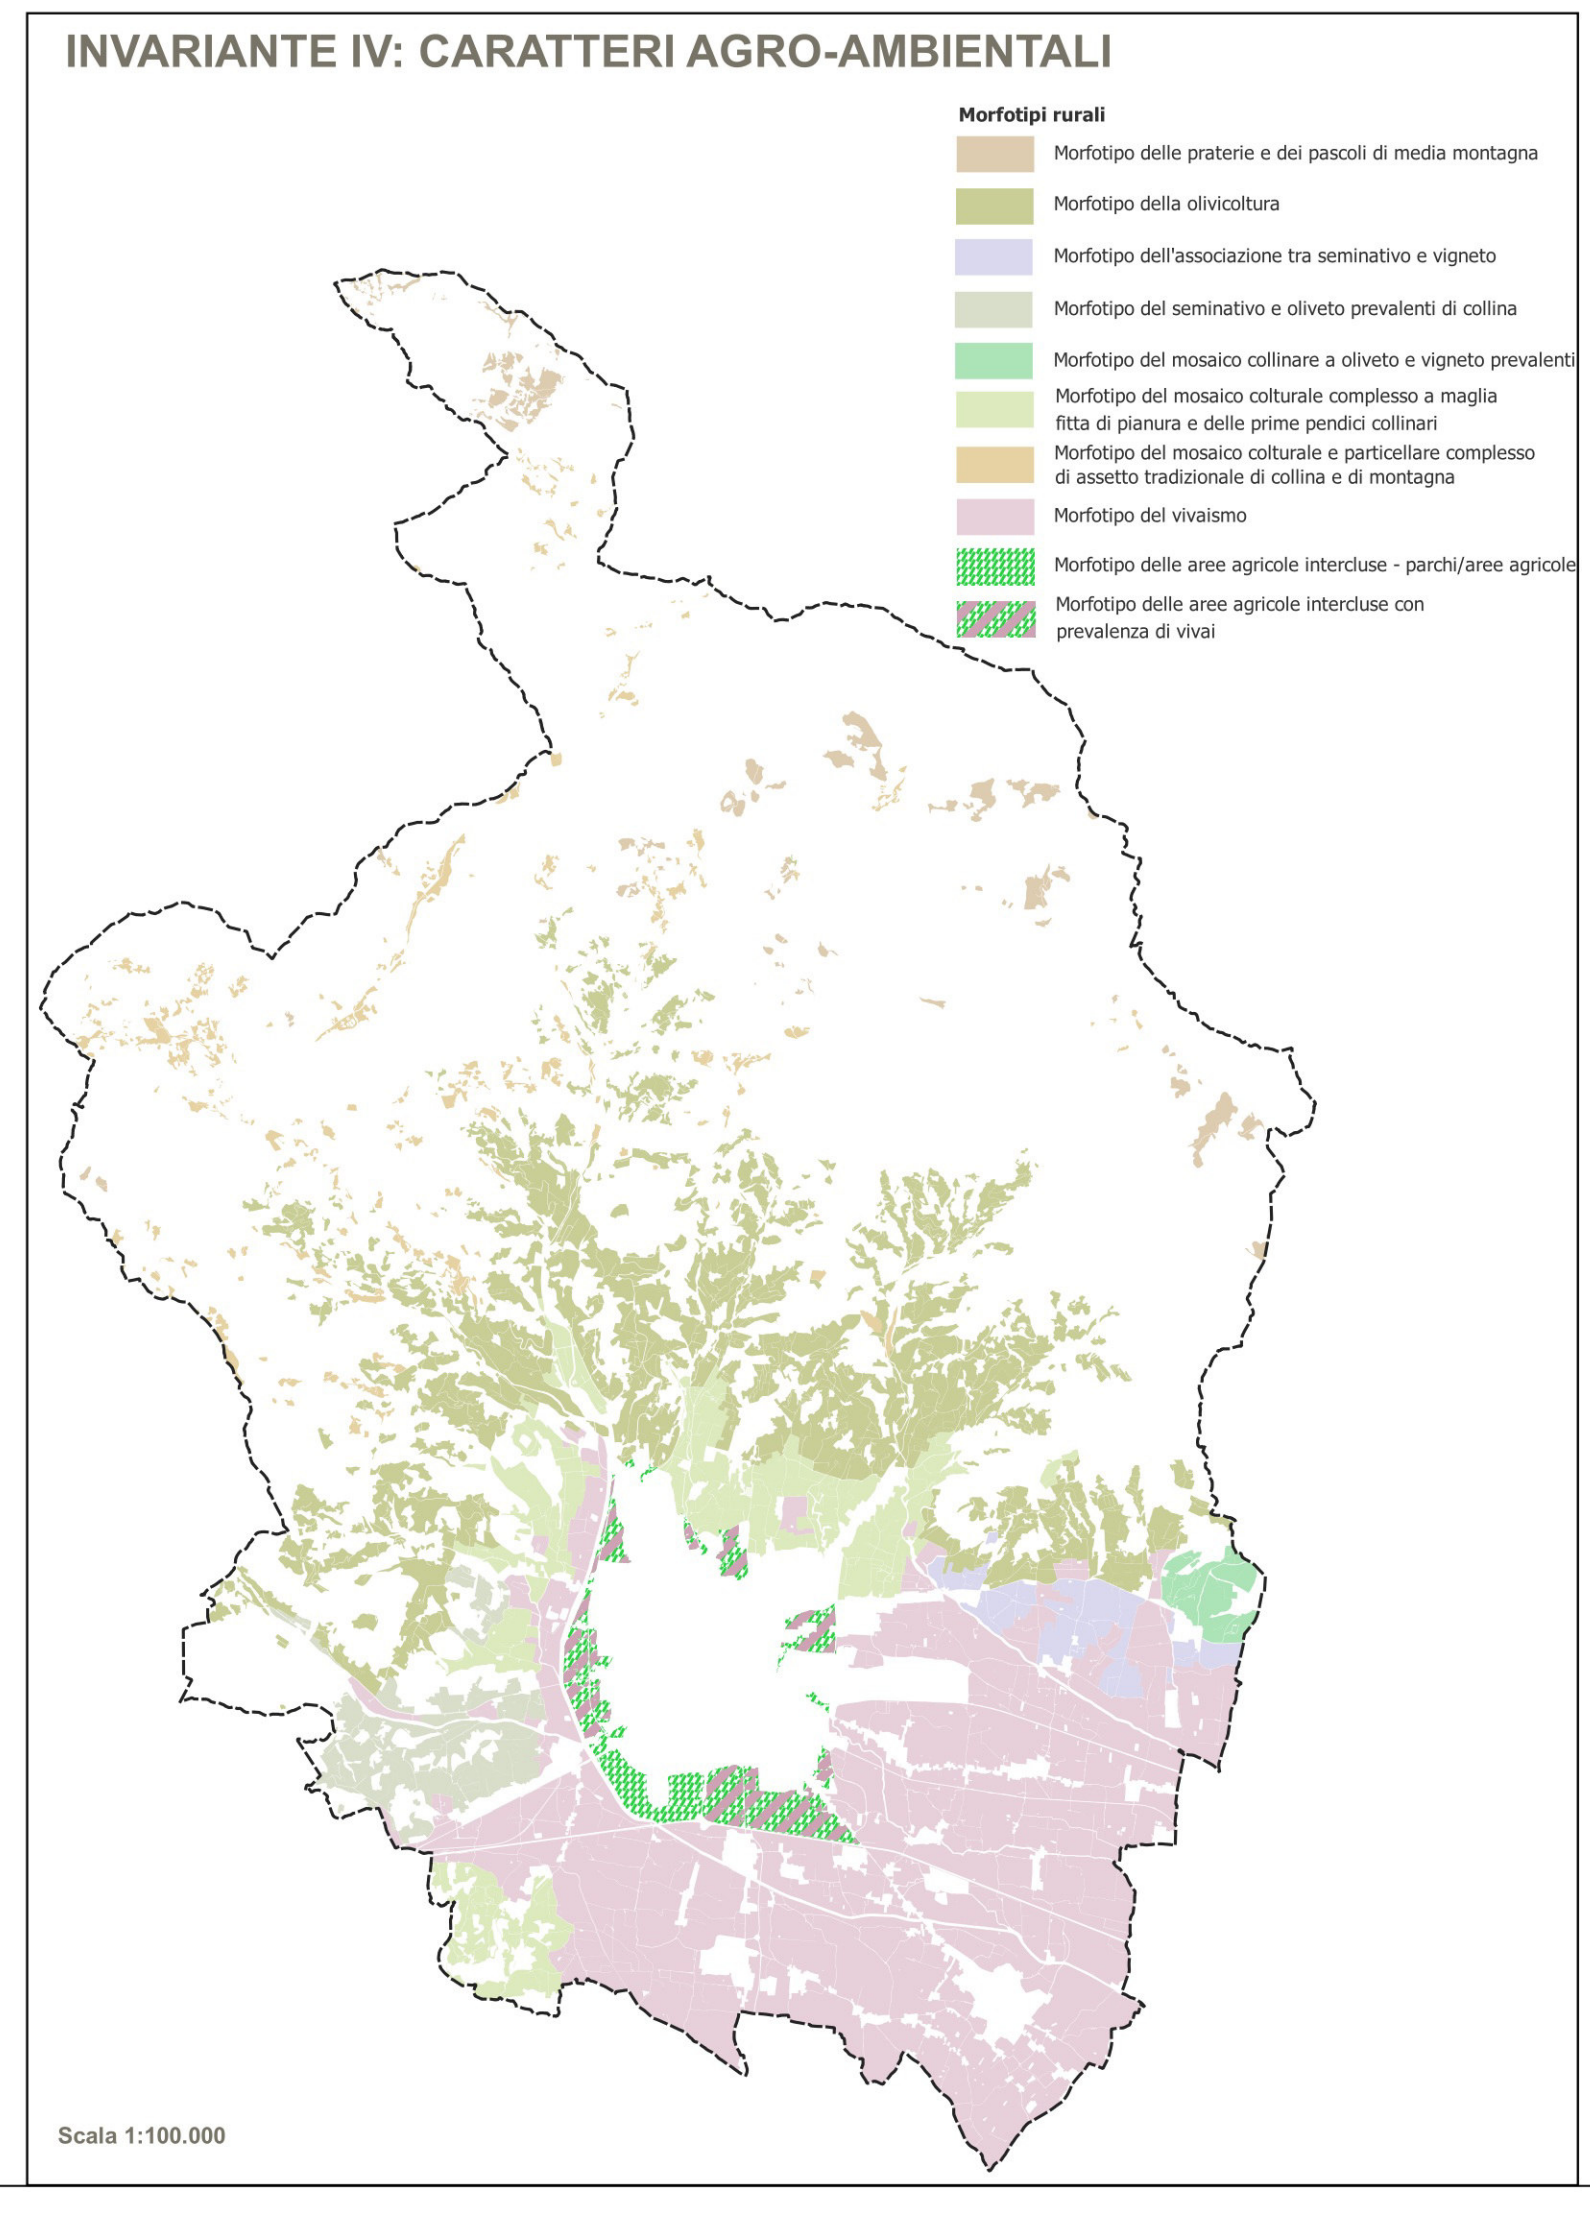 INVARIANTE IV: CARATTERI AGRO-AMBIENTALI
Morfotipi rurali
Morfotipo delle praterie e dei pascoli di media montagna
Morfotipo della olivicoltura
Morfotipo dell'associazione tra seminativo e vigneto
Morfotipo del seminativo e oliveto prevalenti di collina
Morfotipo del mosaico collinare a oliveto e vigneto prevalenti
Morfotipo del mosaico colturale complesso a maglia
fitta di pianura e delle prime pendici collinari
Morfotipo del mosaico colturale e particellare complesso
di assetto tradizionale di collina e di montagna
Morfotipo del vivaismo
Morfotipo delle aree agricole intercluse - parchi/aree agricole
Morfotipo delle aree agricole intercluse con
prevalenza di vivai
Scala 1:100.000